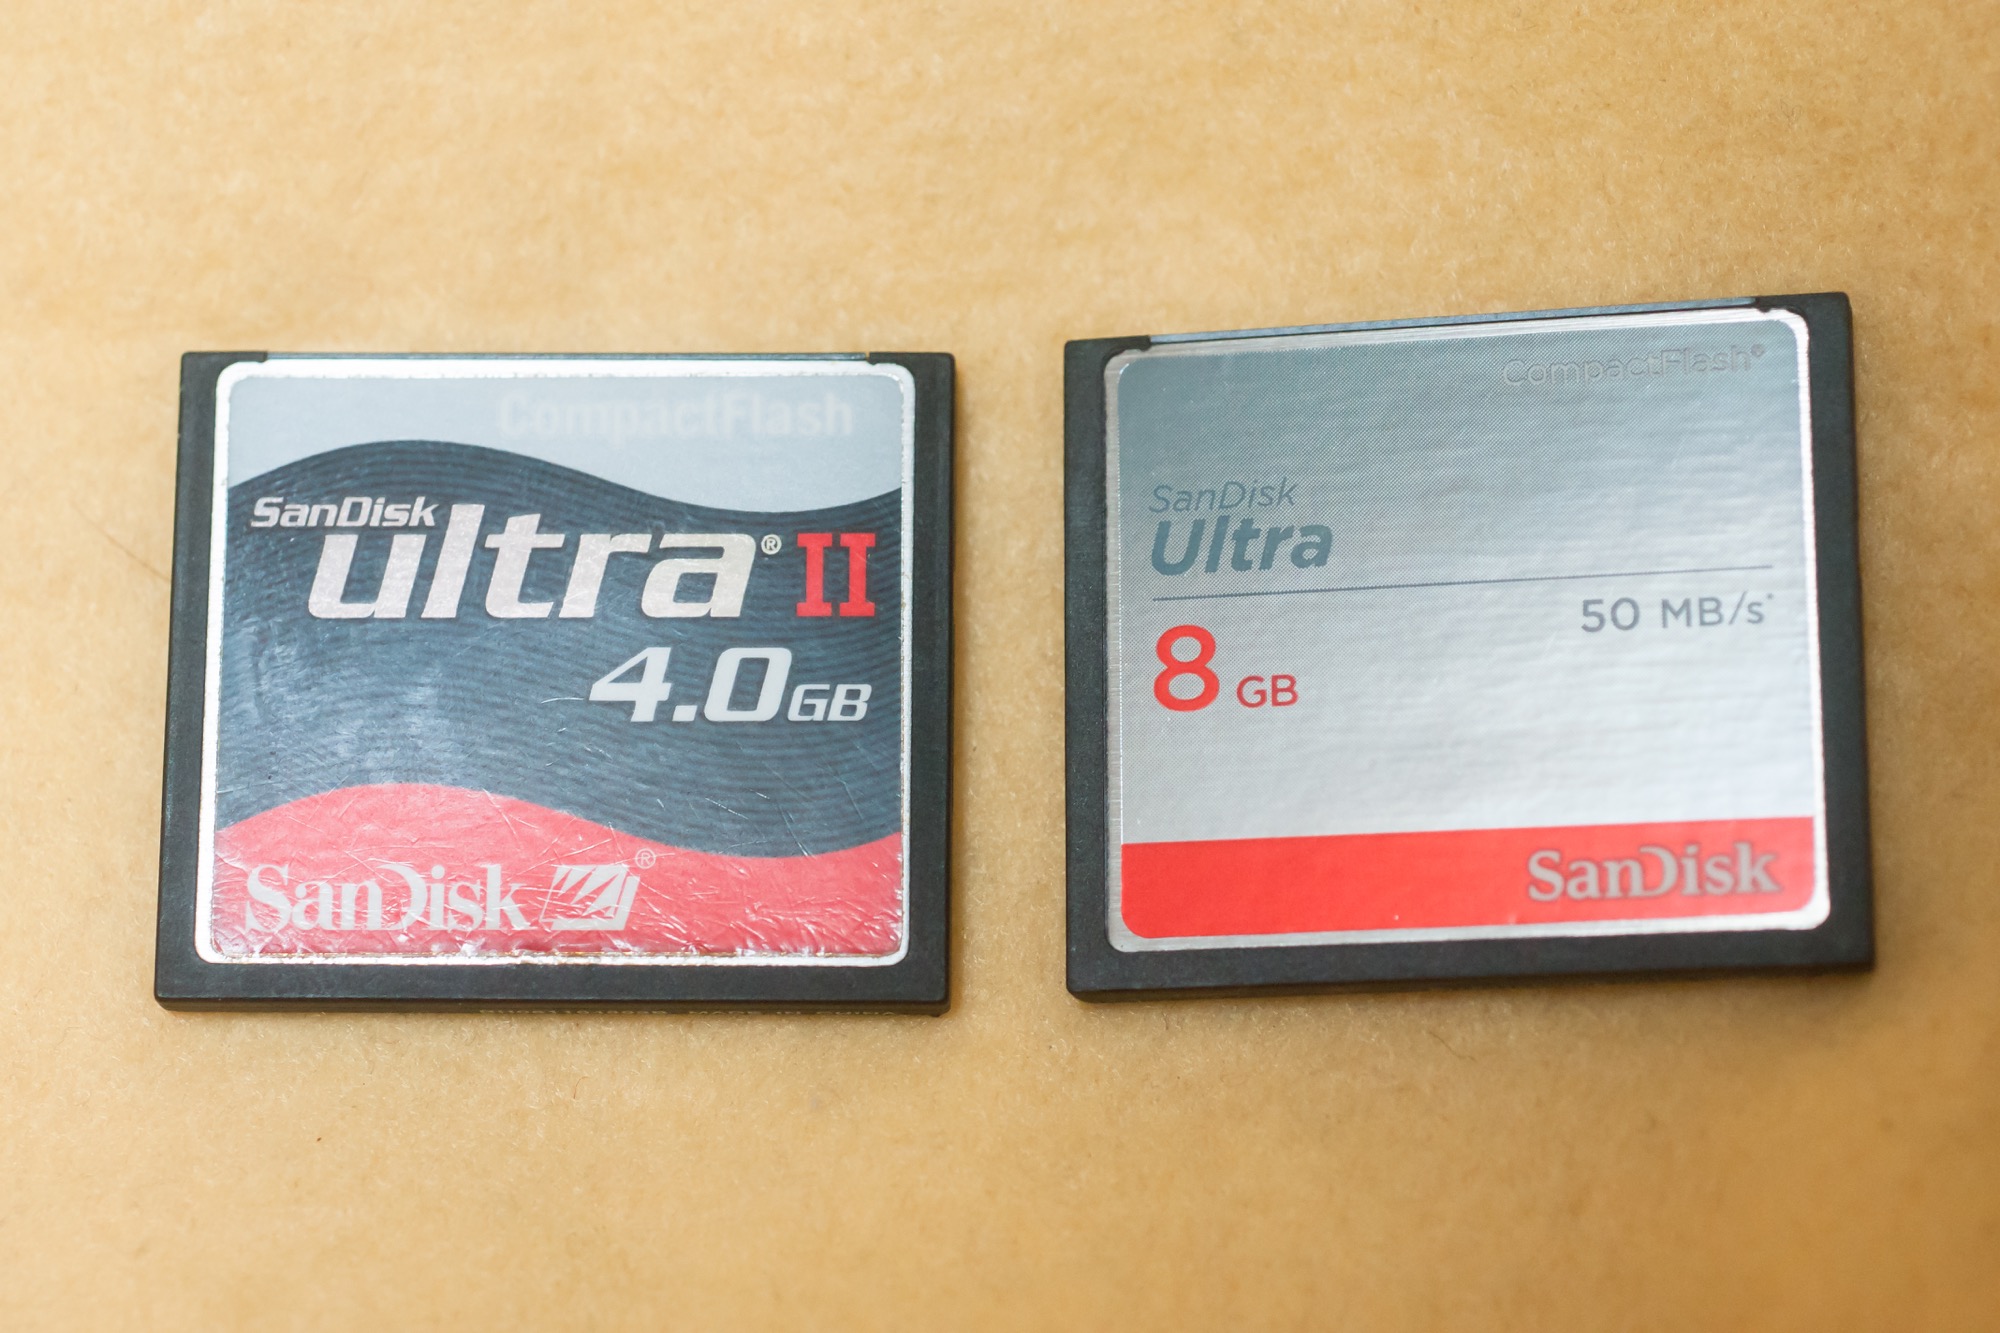 CompactFlash
SanDisk
ultra® II
4.0GB
SanDisk ®
CompactFlash®
SanDisk
Ultra
50 MB/s*
8 GB
SanDisk